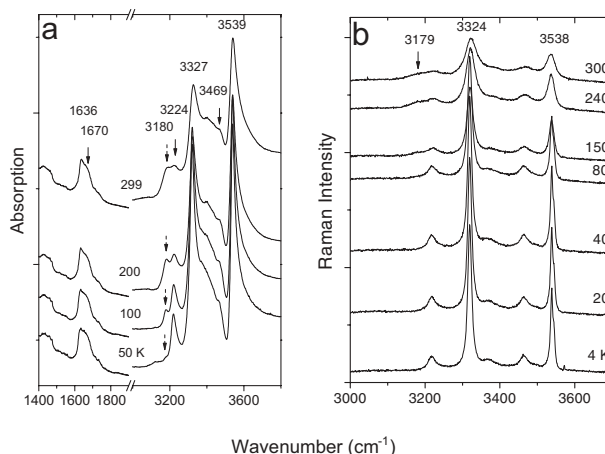 a
3539
3327
3469
3224
3180
1636
1670
299
200
100
50 K
Absorption
1400 1600 1800 3200 3600
b
3324
3538
3179
300
240
150
80
40
20
4 K
Raman Intensity
3000 3200 3400 3600
Wavenumber (cm-1)